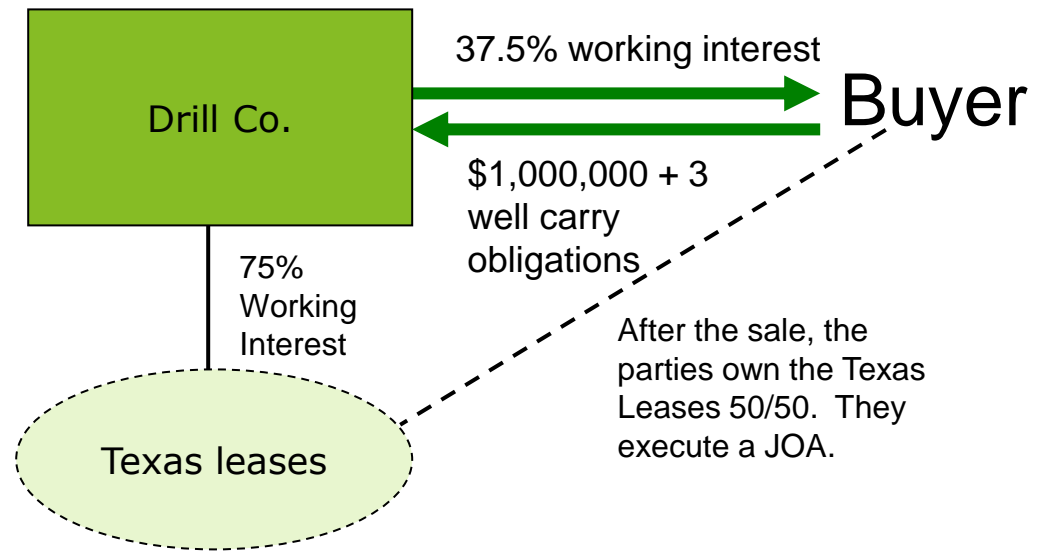 37.5% working interest
Drill Co.
Buyer
$1,000,000 + 3
well carry
obligations
75%
Working
Interest
After the sale, the
parties own the Texas
Leases 50/50.  They
execute a JOA.
Texas leases